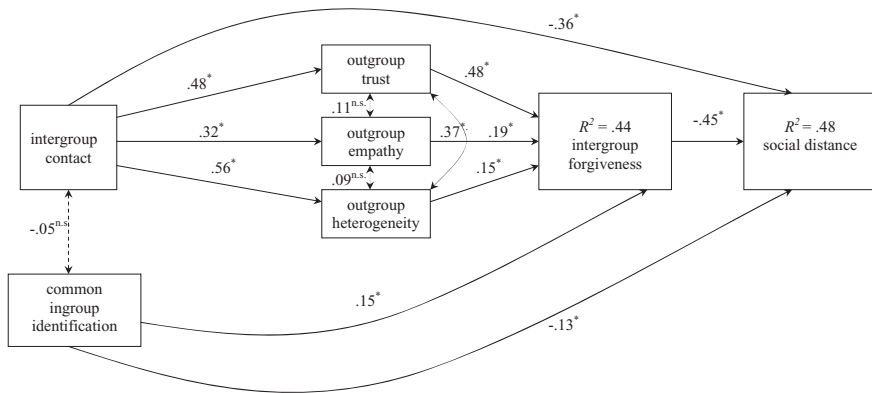 -.36*
outgroup
trust
.48*
.48*
.11n.s.
intergroup
contact
.32*
outgroup
empathy
.37*
.19*
R² = .44
intergroup
forgiveness
-.45*
R² = .48
social distance
.56*
.09n.s.
.15*
outgroup
heterogeneity
-.05n.s
common
ingroup
identification
.15*
-.13*